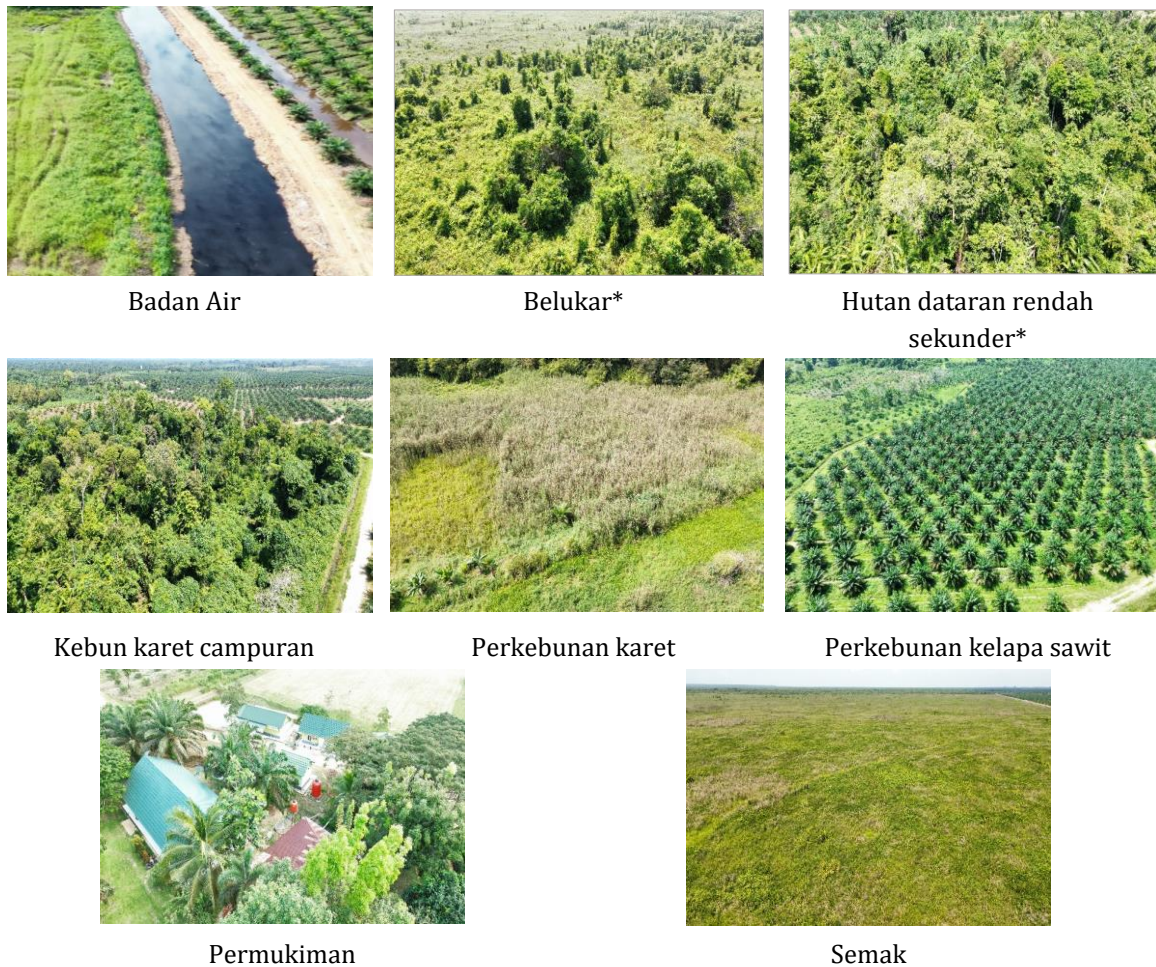 Badan Air
Belukar*
Hutan dataran rendah
sekunder*
Kebun karet campuran
Perkebunan karet
Perkebunan kelapa sawit
Permukiman
Semak